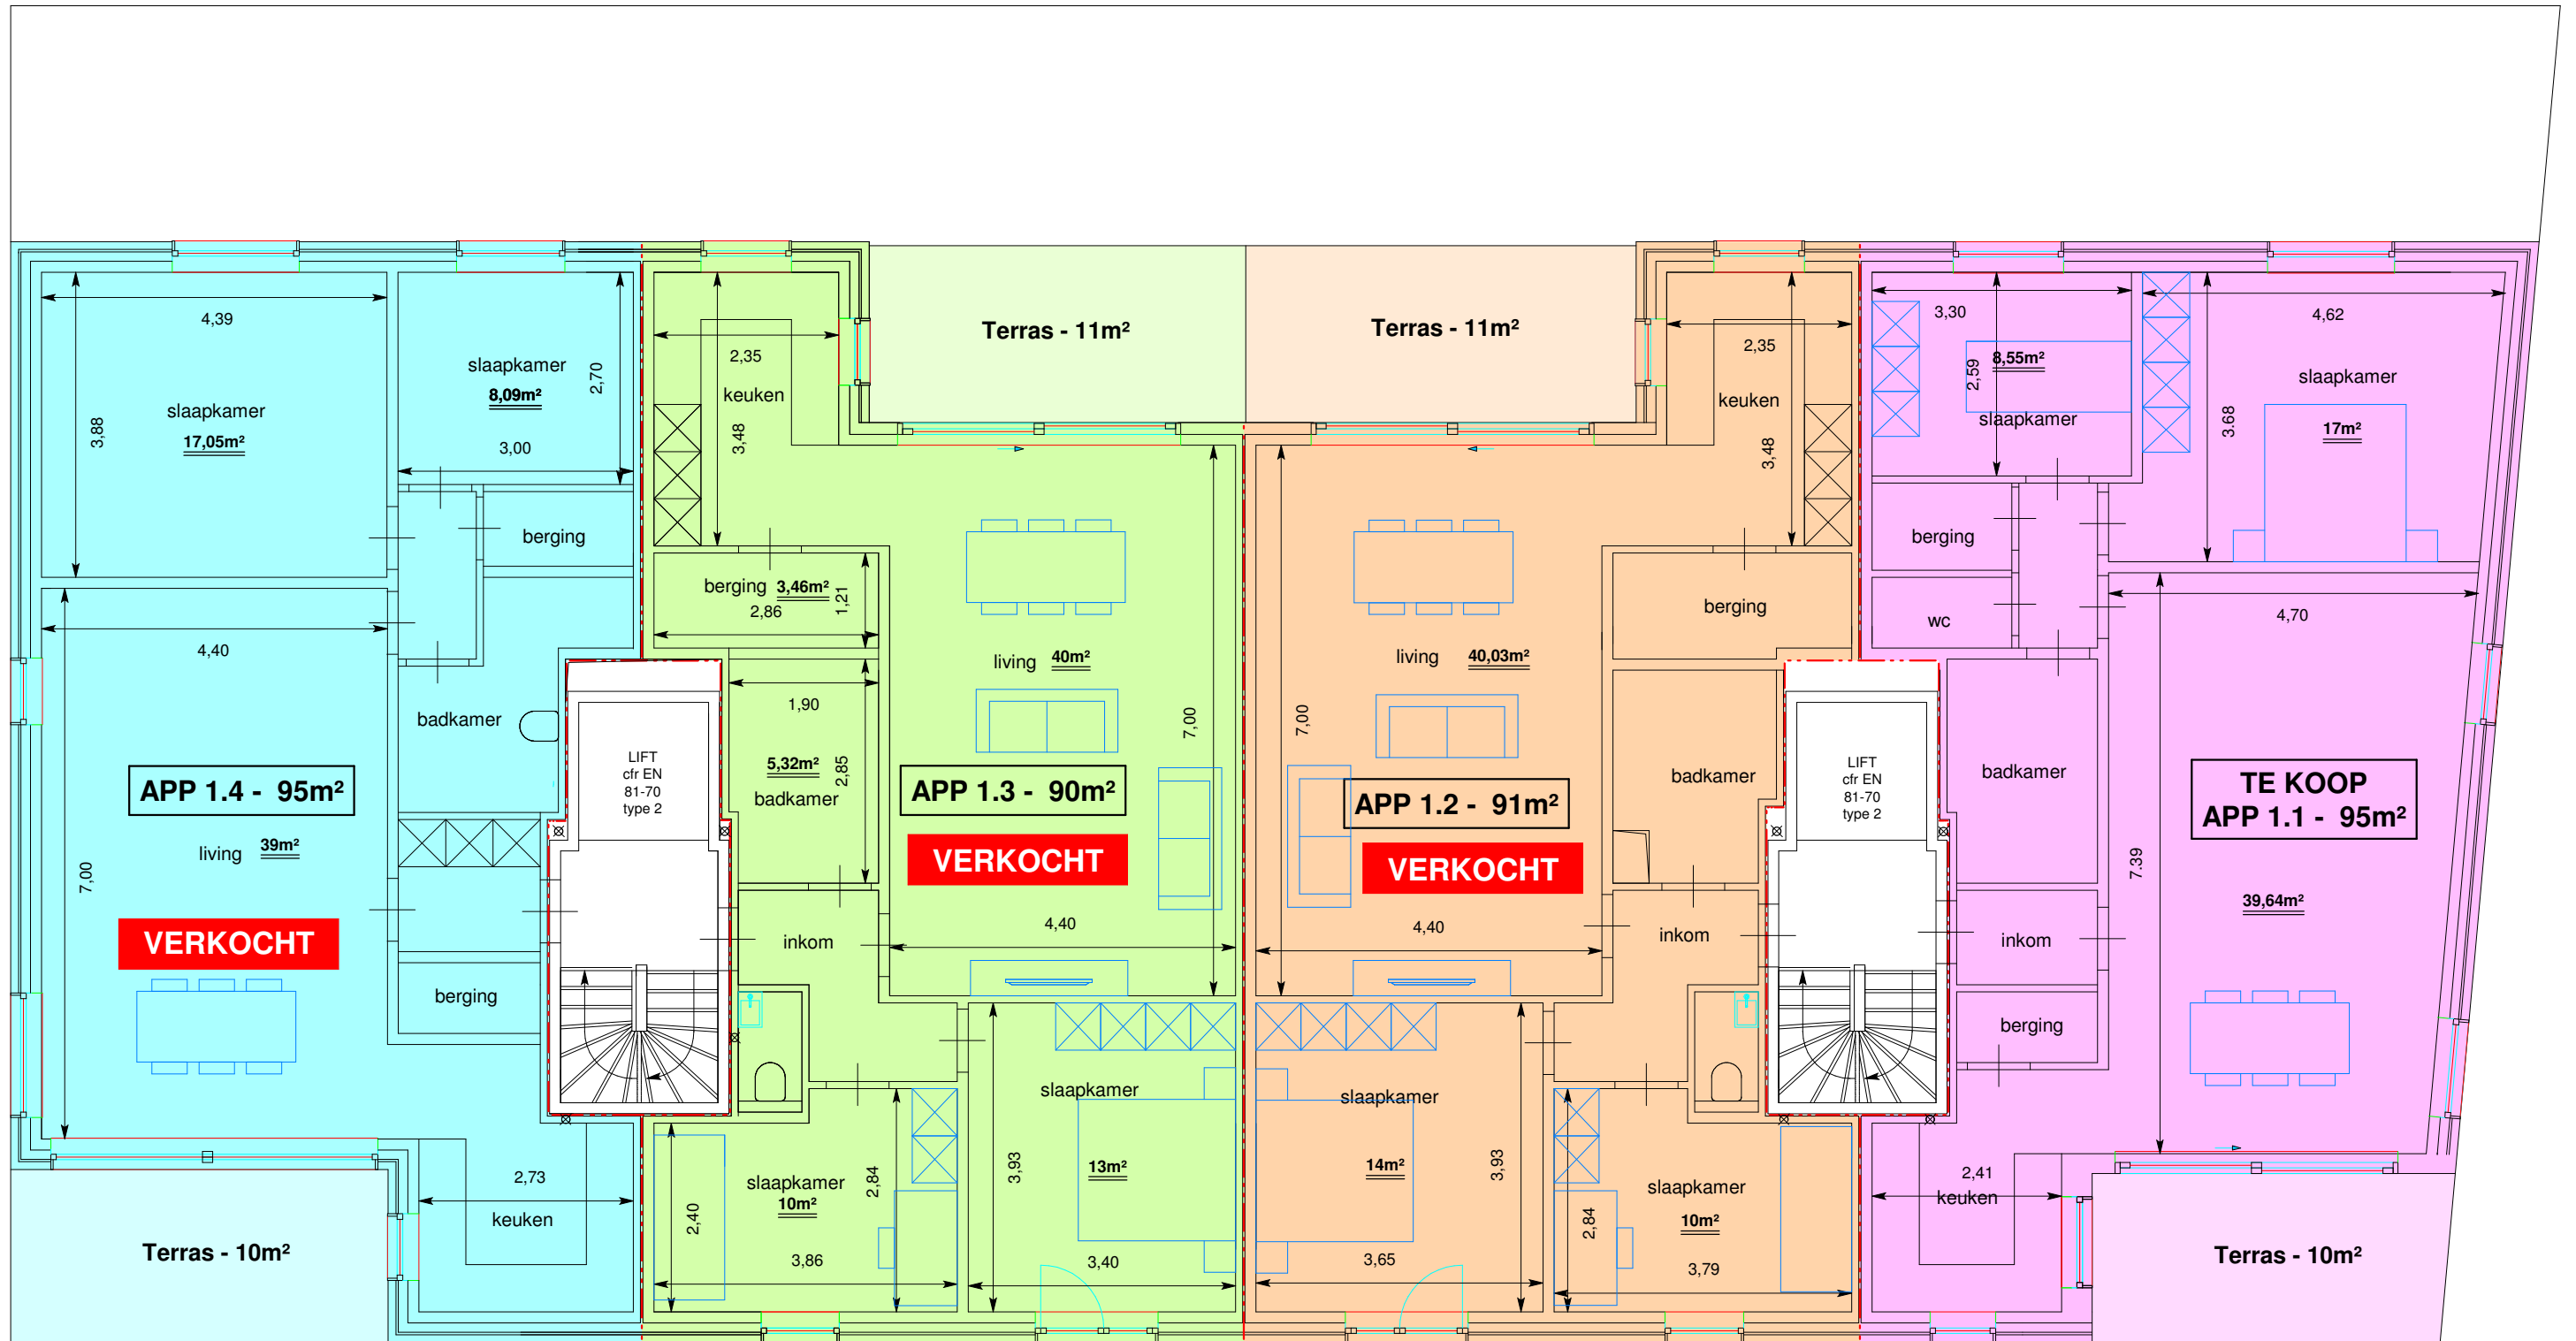 4,39
slaapkamer
17,05m²
3,88
slaapkamer
8,09m²
2,70
3,00
berging
4,40
badkamer
APP 1.4 - 95m²
living 39m²
7,00
VERKOCHT
berging
2,73
keuken
Terras - 10m²
LIFT
cfr EN
81-70
type 2
2,35
keuken
3,48
Terras - 11m²
berging 3,46m²
2,86
1,21
living 40m²
1,90
5,32m²
2,85
badkamer
7,00
APP 1.3 - 90m²
VERKOCHT
4,40
inkom
slaapkamer
13m²
3,93
3,40
slaapkamer
10m²
2,84
2,40
3,86
Terras - 11m²
2,35
keuken
3,48
living 40,03m²
berging
7,00
badkamer
APP 1.2 - 91m²
VERKOCHT
4,40
inkom
slaapkamer
14m²
3,93
3,65
slaapkamer
10m²
2,84
3,79
LIFT
cfr EN
81-70
type 2
3,30
8,55m²
2,59
slaapkamer
4,62
slaapkamer
17m²
3.68
berging
wc
4,70
badkamer
TE KOOP
APP 1.1 - 95m²
7.39
39,64m²
inkom
berging
2,41
keuken
Terras - 10m²